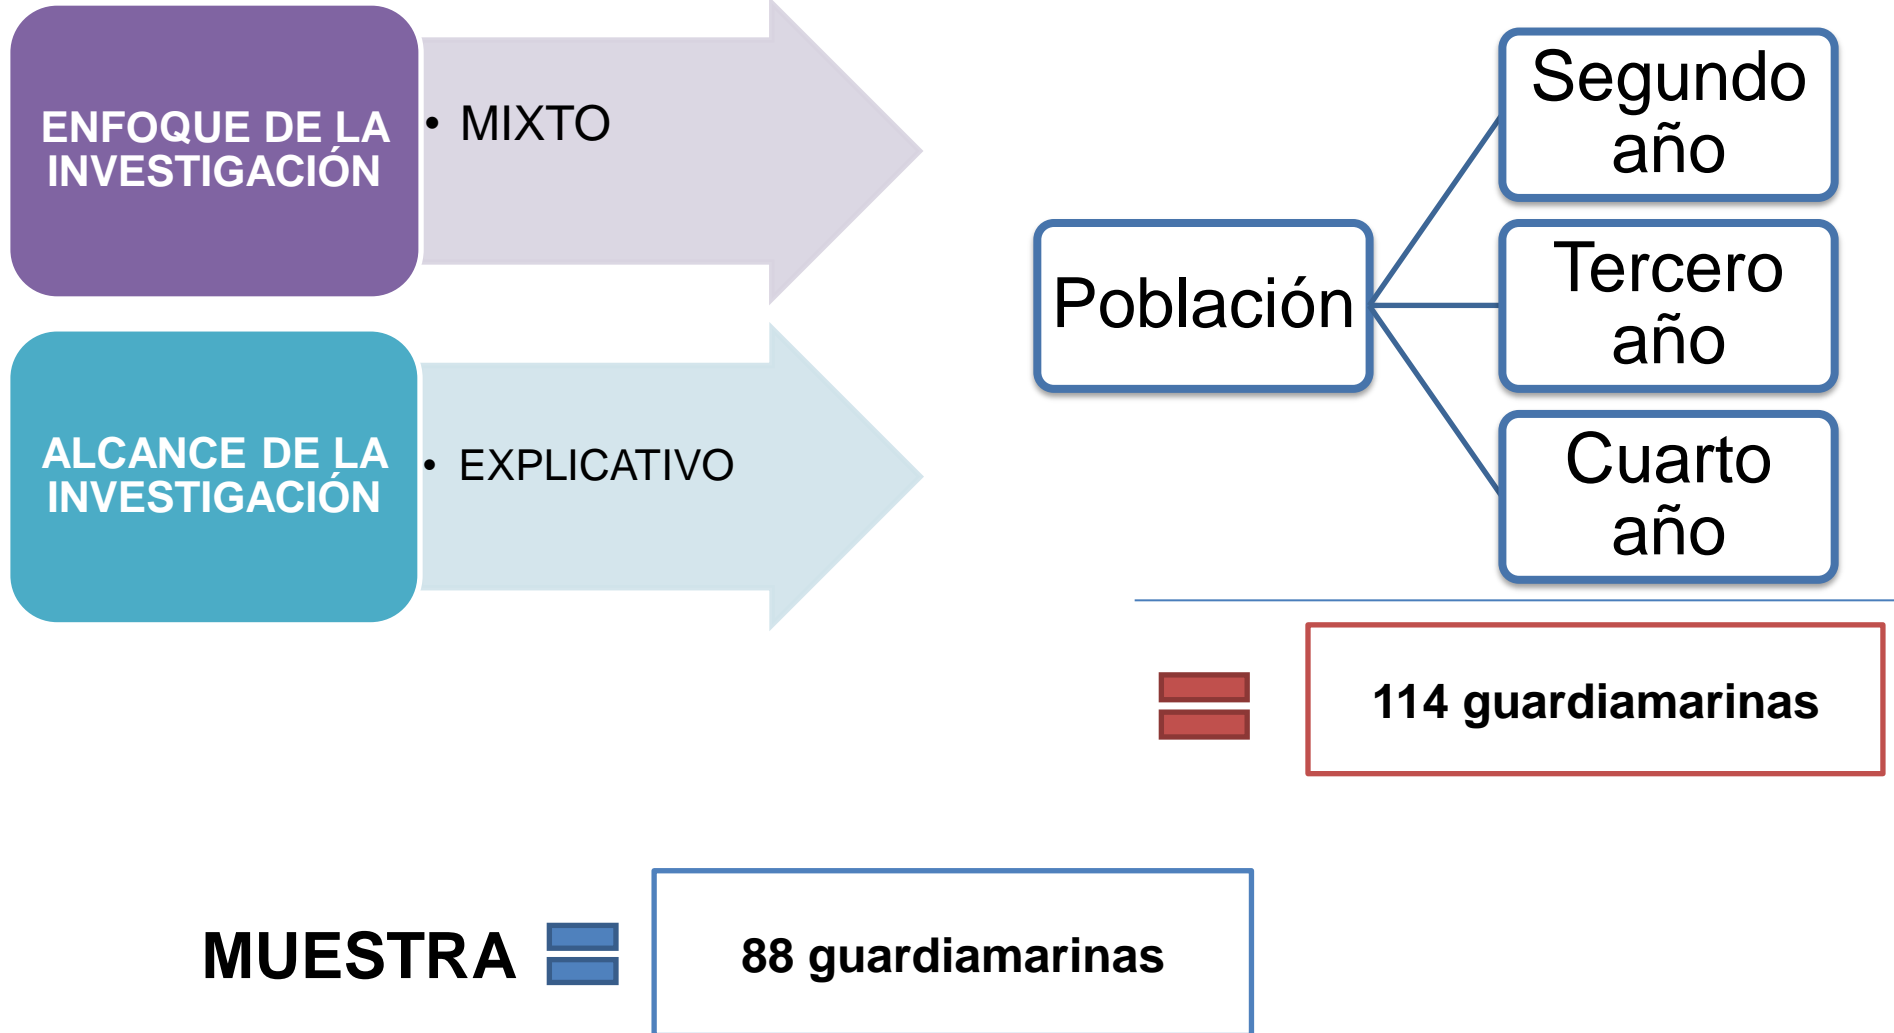 ENFOQUE DE LA
INVESTIGACIÓN
• MIXTO
ALCANCE DE LA
INVESTIGACIÓN
• EXPLICATIVO
Población
Segundo
año
Tercero
año
Cuarto
año
114 guardiamarinas
MUESTRA
88 guardiamarinas